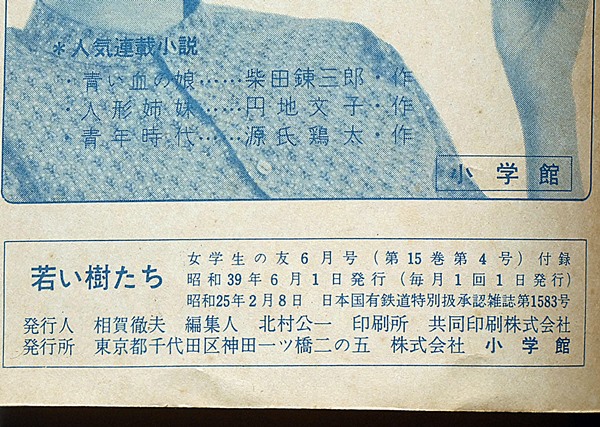 *人気連載小説
・青い血の娘……柴田錬三郎・作
・人形姉妹……円地文子・作
青年時代……源氏鶏太・作
小学館
若い樹たち
女学生の友6月号(第15巻第4号)付録
昭和39年6月1日発行(毎月1回1日発行)
昭和25年2月8日 日本国有鉄道特別扱承認雑誌第1583号
発行人 相賀徹夫 編集人 北村公一 印刷所 共同印刷株式会社
発行所 東京都千代田区神田一ツ橋二の五 株式会社 小学館